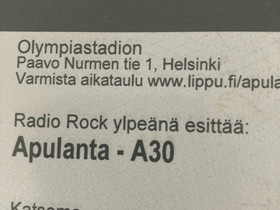 Olympiastadion
Paavo Nurmen tie 1, Helsinki
Varmista aikataulu www.lippu.fi/apula
Radio Rock ylpeänä esittää:
Apulanta - A30